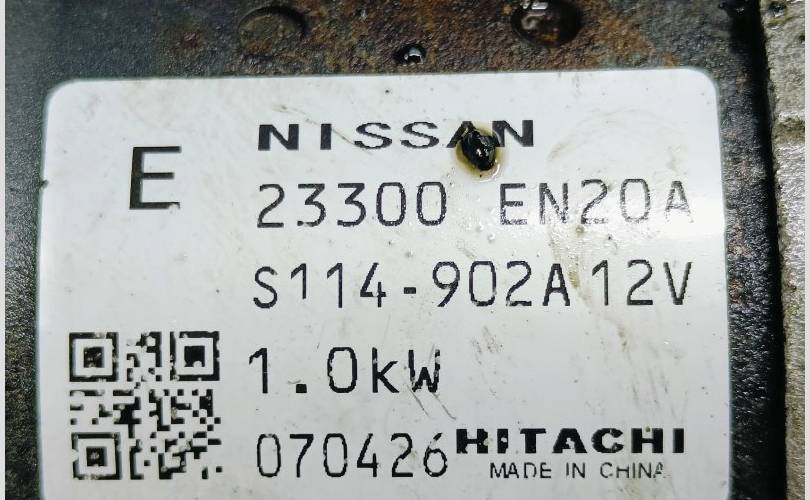 E
NISSAN
23300 EN20A
S114-902A 12V
1.0kW
070426 HITACHI
MADE IN CHINA